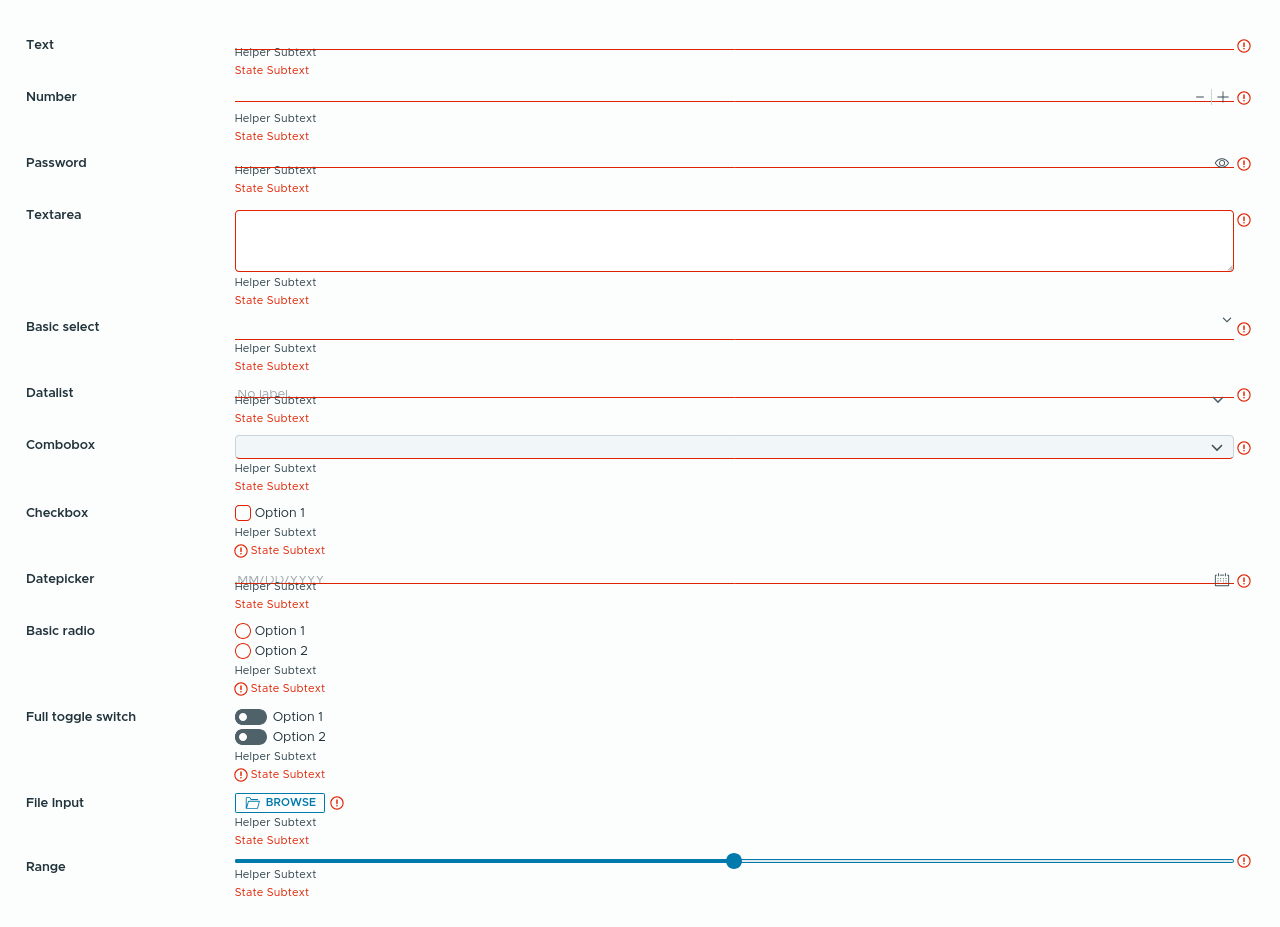 Text
Helper Subtext
State Subtext
Number
Helper Subtext
State Subtext
Password
Helper Subtext
State Subtext
Textarea
Helper Subtext
State Subtext
Basic select
Helper Subtext
State Subtext
Datalist
No label
Helper Subtext
State Subtext
Combobox
Helper Subtext
State Subtext
Checkbox
Option 1
Helper Subtext
State Subtext
Datepicker
MM/DD/YYYY
Helper Subtext
State Subtext
Basic radio
Option 1
Option 2
Helper Subtext
State Subtext
Full toggle switch
Option 1
Option 2
Helper Subtext
State Subtext
File Input
BROWSE
Helper Subtext
State Subtext
Range
Helper Subtext
State Subtext